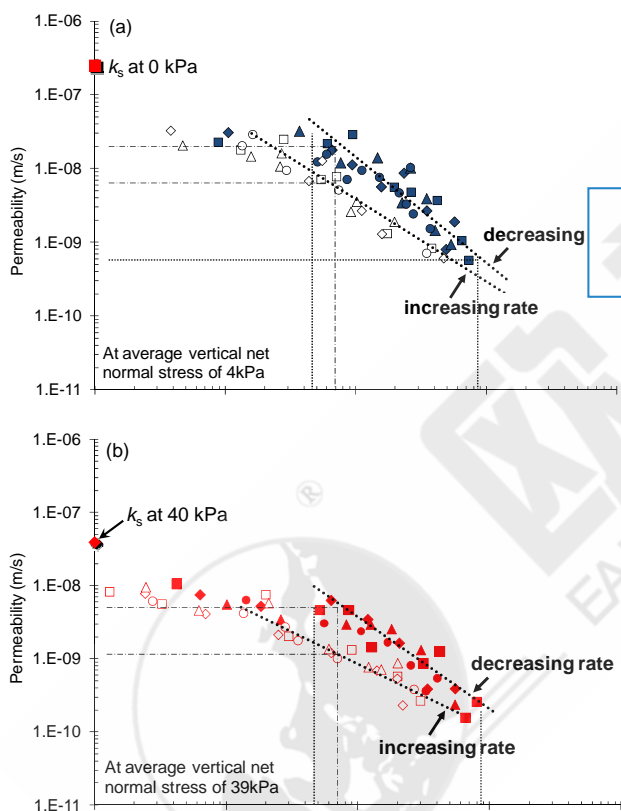 (a)
1.E-06
kₛ at 0 kPa
1.E-07
1.E-08
1.E-09
1.E-10
1.E-11
Permeability (m/s)
decreasing
increasing rate
At average vertical net
normal stress of 4kPa
(b)
1.E-06
kₛ at 40 kPa
1.E-07
1.E-08
1.E-09
1.E-10
1.E-11
Permeability (m/s)
decreasing rate
increasing rate
At average vertical net
normal stress of 39kPa
®